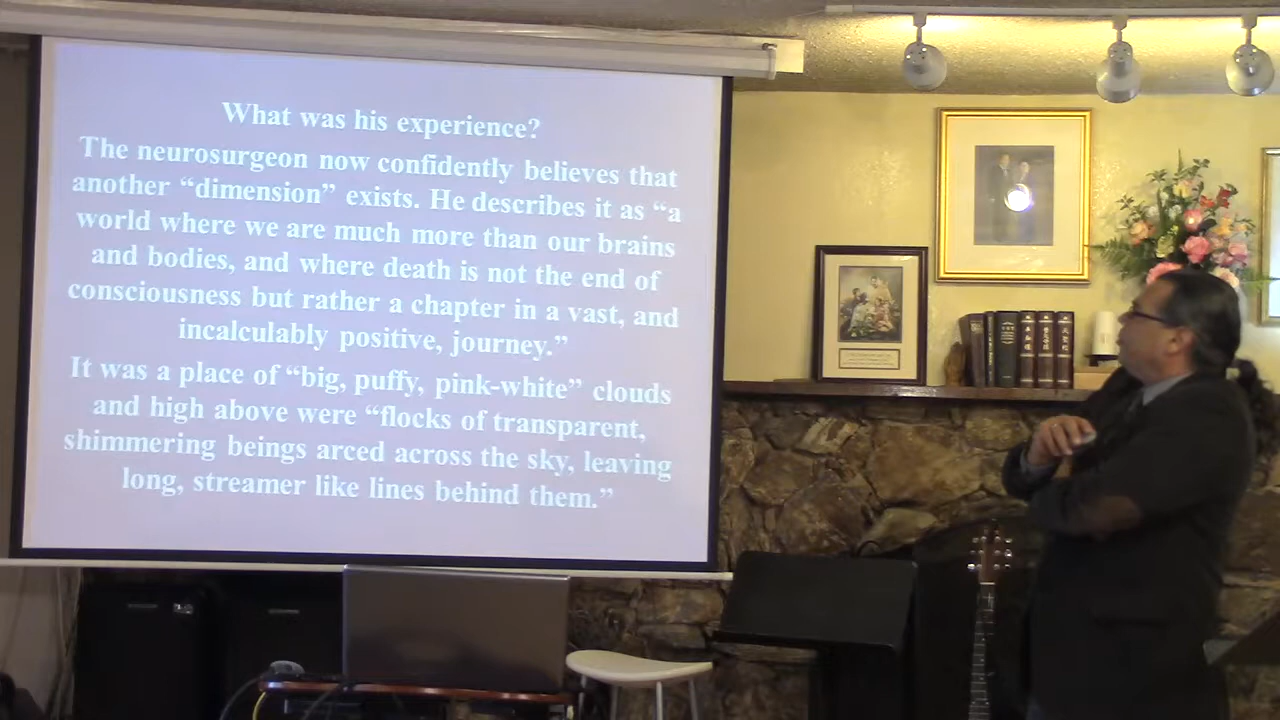 What was his experience?
The neurosurgeon now confidently believes that
another “dimension” exists. He describes it as “a
world where we are much more than our brains
and bodies, and where death is not the end of
consciousness but rather a chapter in a vast, and
incalculably positive, journey.”
It was a place of “big, puffy, pink-white” clouds
and high above were “flocks of transparent,
shimmering beings arced across the sky, leaving
long, streamer like lines behind them.”